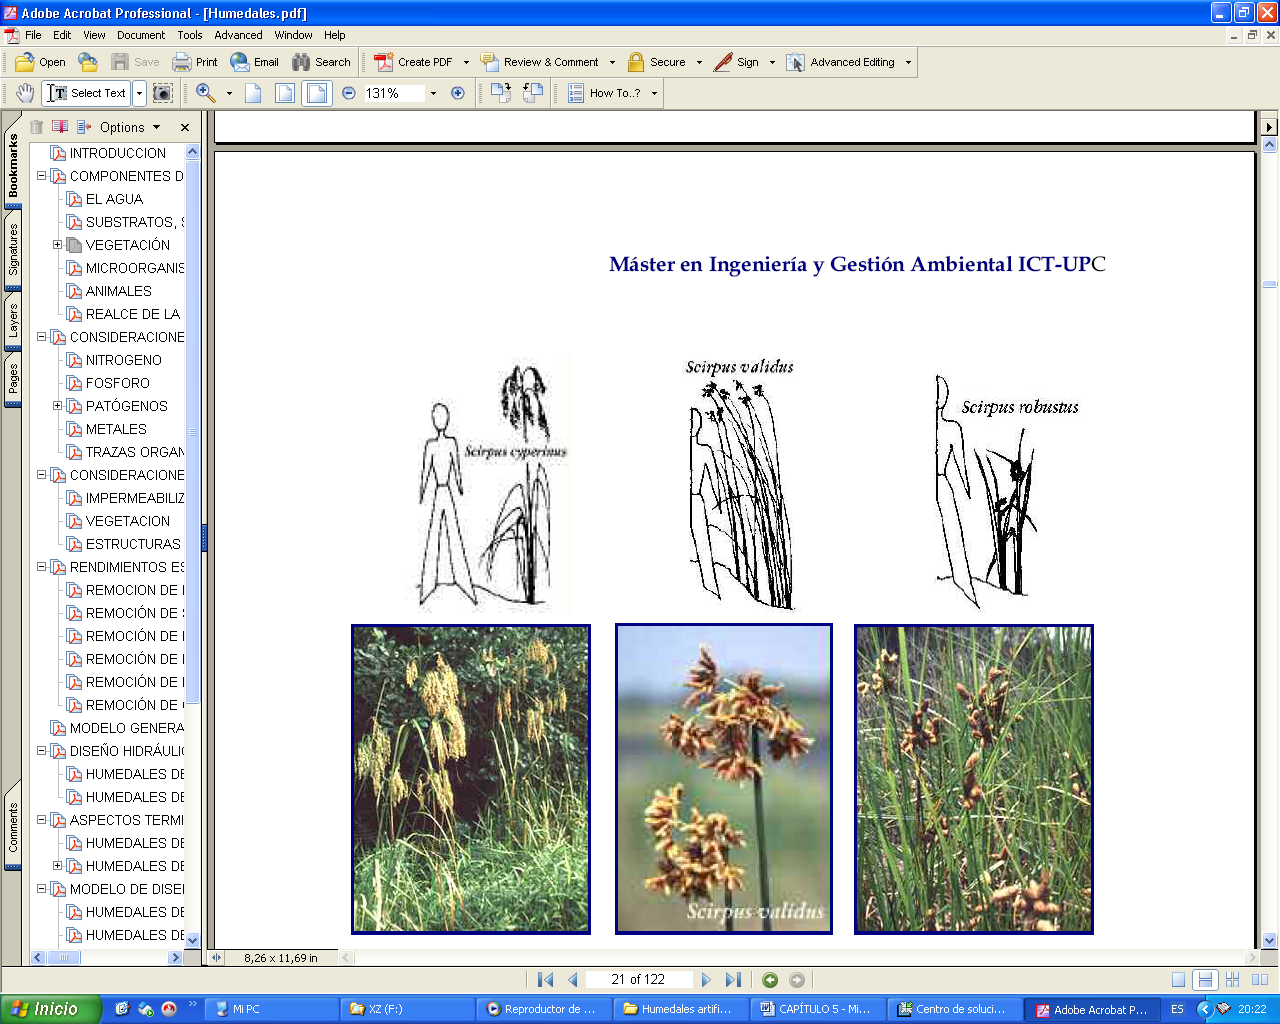 Adobe Acrobat Professional - [Humedales.pdf]
File Edit View Document Tools Advanced Window Help
Open Save Print Email Search Create PDF Review & Comment Secure Sign Advanced Editing
Select Text 131% How To..?
Options
Bookmarks
Signatures
Layers
Pages
Comments
INTRODUCCION
COMPONENTES D
EL AGUA
SUBSTRATOS, S
VEGETACIÓN
MICROORGANIS
ANIMALES
REALCE DE LA
CONSIDERACIONE
NITROGENO
FOSFORO
PATÓGENOS
METALES
TRAZAS ORGAN
CONSIDERACIONE
IMPERMEABILIZ
VEGETACION
ESTRUCTURAS
RENDIMIENTOS ES
REMOCION DE
REMOCIÓN DE
REMOCIÓN DE
REMOCIÓN DE
REMOCIÓN DE
REMOCIÓN DE
MODELO GENERA
DISEÑO HIDRÁULIC
HUMEDALES DE
HUMEDALES DE
ASPECTOS TERMI
HUMEDALES DE
HUMEDALES DE
MODELO DE DISE
HUMEDALES DE
HUMEDALES DE
Máster en Ingeniería y Gestión Ambiental ICT-UPC
Scirpus cyperinus
Scirpus validus
Scirpus robustus
Scirpus validus
8,26 x 11,69 in
21 of 122
Inicio Mi PC XZ (F:) Reproductor de ... Humedales artifi... CAPÍTULO 5 - Mi... Centro de soluci... Adobe Acrobat P... ES 20:22